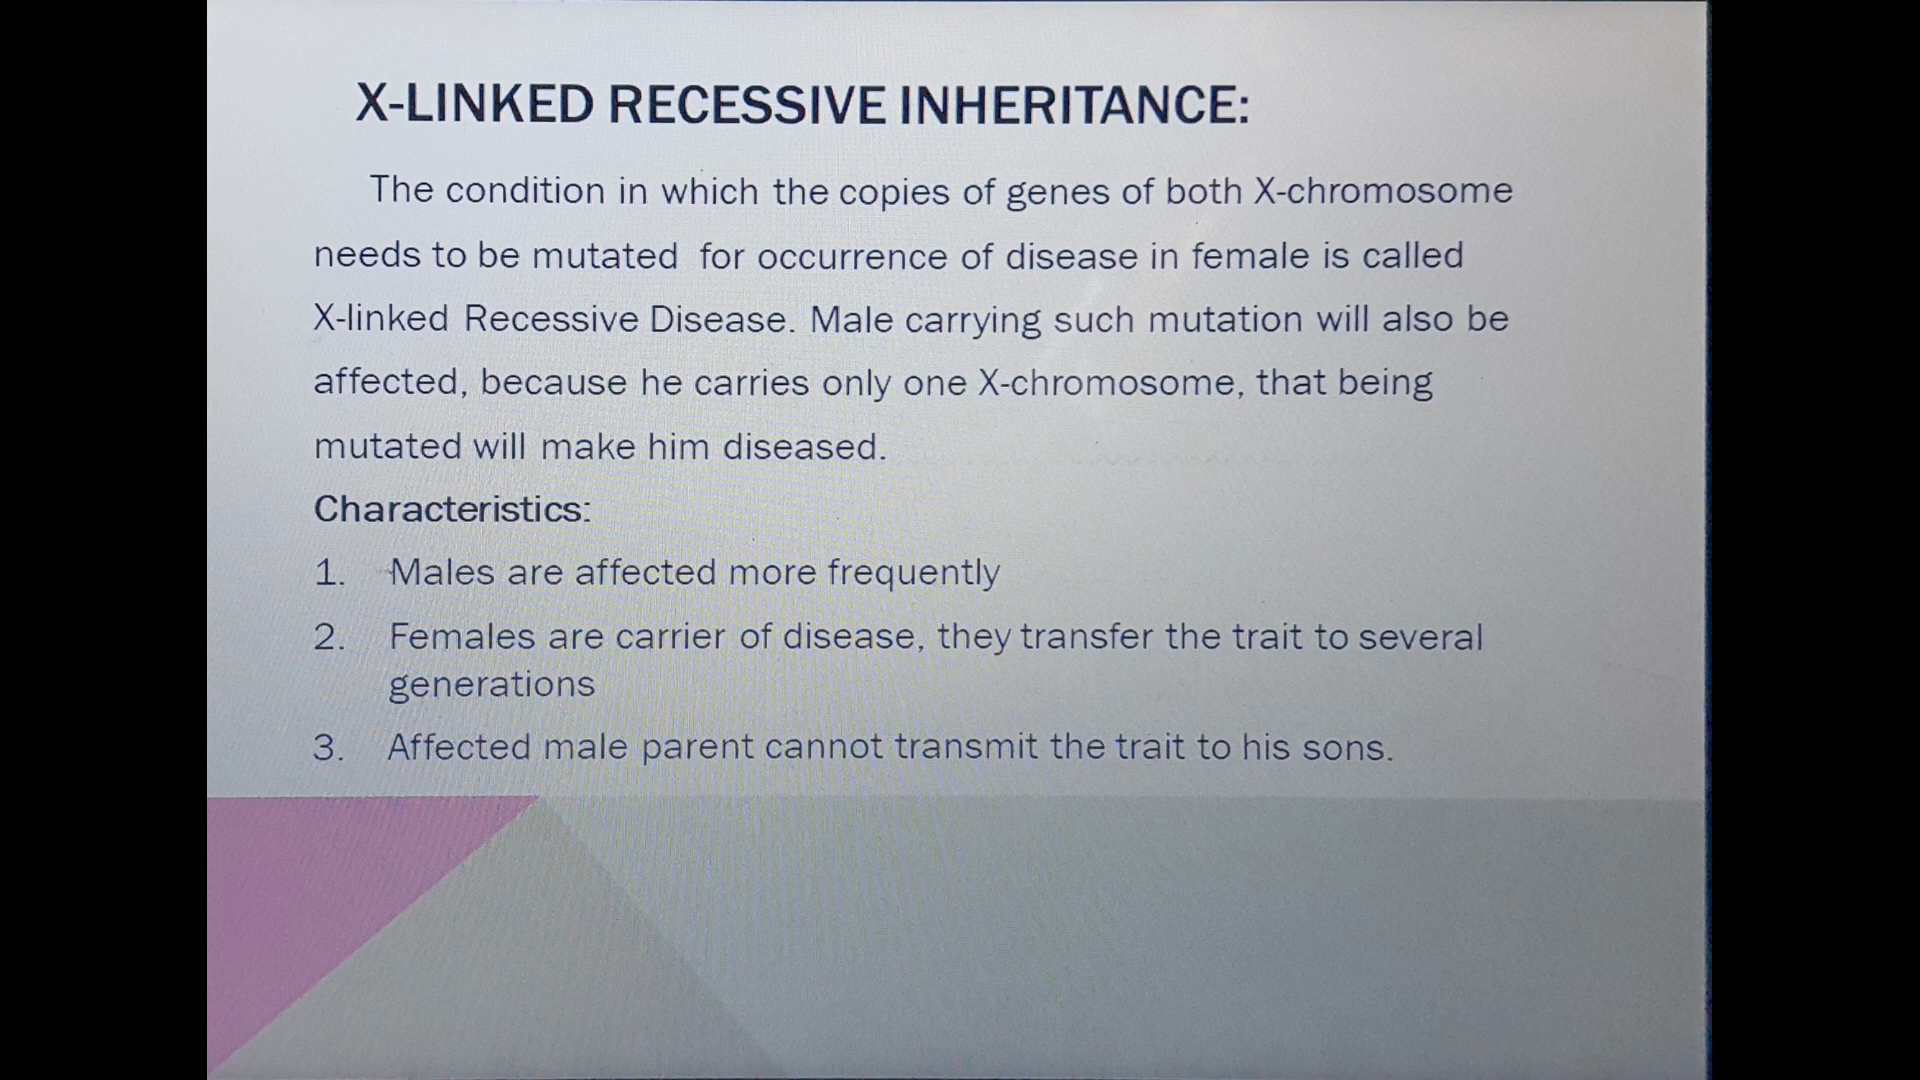 X-LINKED RECESSIVE INHERITANCE:
The condition in which the copies of genes of both X-chromosome
needs to be mutated for occurrence of disease in female is called
X-linked Recessive Disease. Male carrying such mutation will also be
affected, because he carries only one X-chromosome, that being
mutated will make him diseased.
Characteristics:
1. Males are affected more frequently
2. Females are carrier of disease, they transfer the trait to several
generations
3. Affected male parent cannot transmit the trait to his sons.